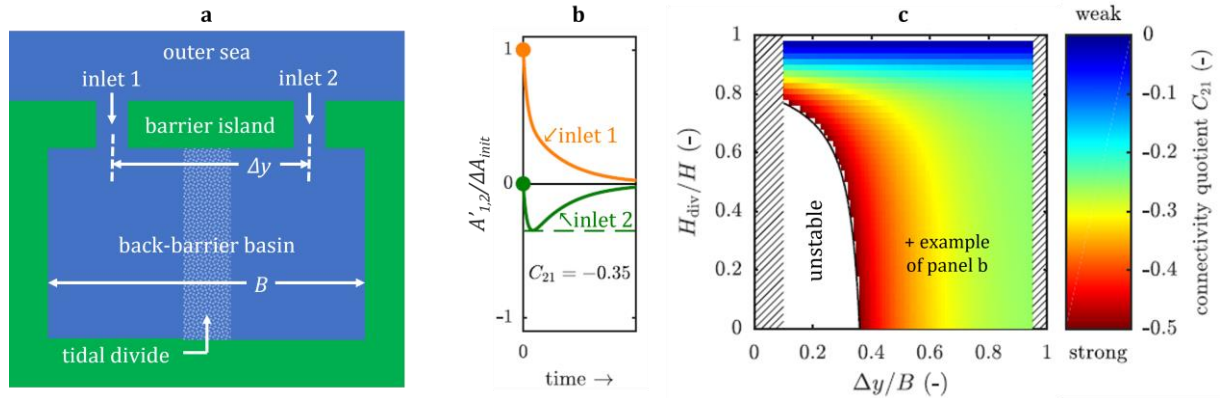 a
outer sea
inlet 1
inlet 2
barrier island
Δy
back-barrier basin
B
tidal divide
b
1
0
-1
A'1,2/ΔAinit
inlet 1
inlet 2
C21 = −0.35
0
time →
c
1
0.8
0.6
0.4
0.2
0
Hdiv/H (-)
unstable
+ example
of panel b
0 0.2 0.4 0.6 0.8 1
Δy/B (-)
weak
0
-0.1
-0.2
-0.3
-0.4
-0.5
strong
connectivity quotient C21 (-)